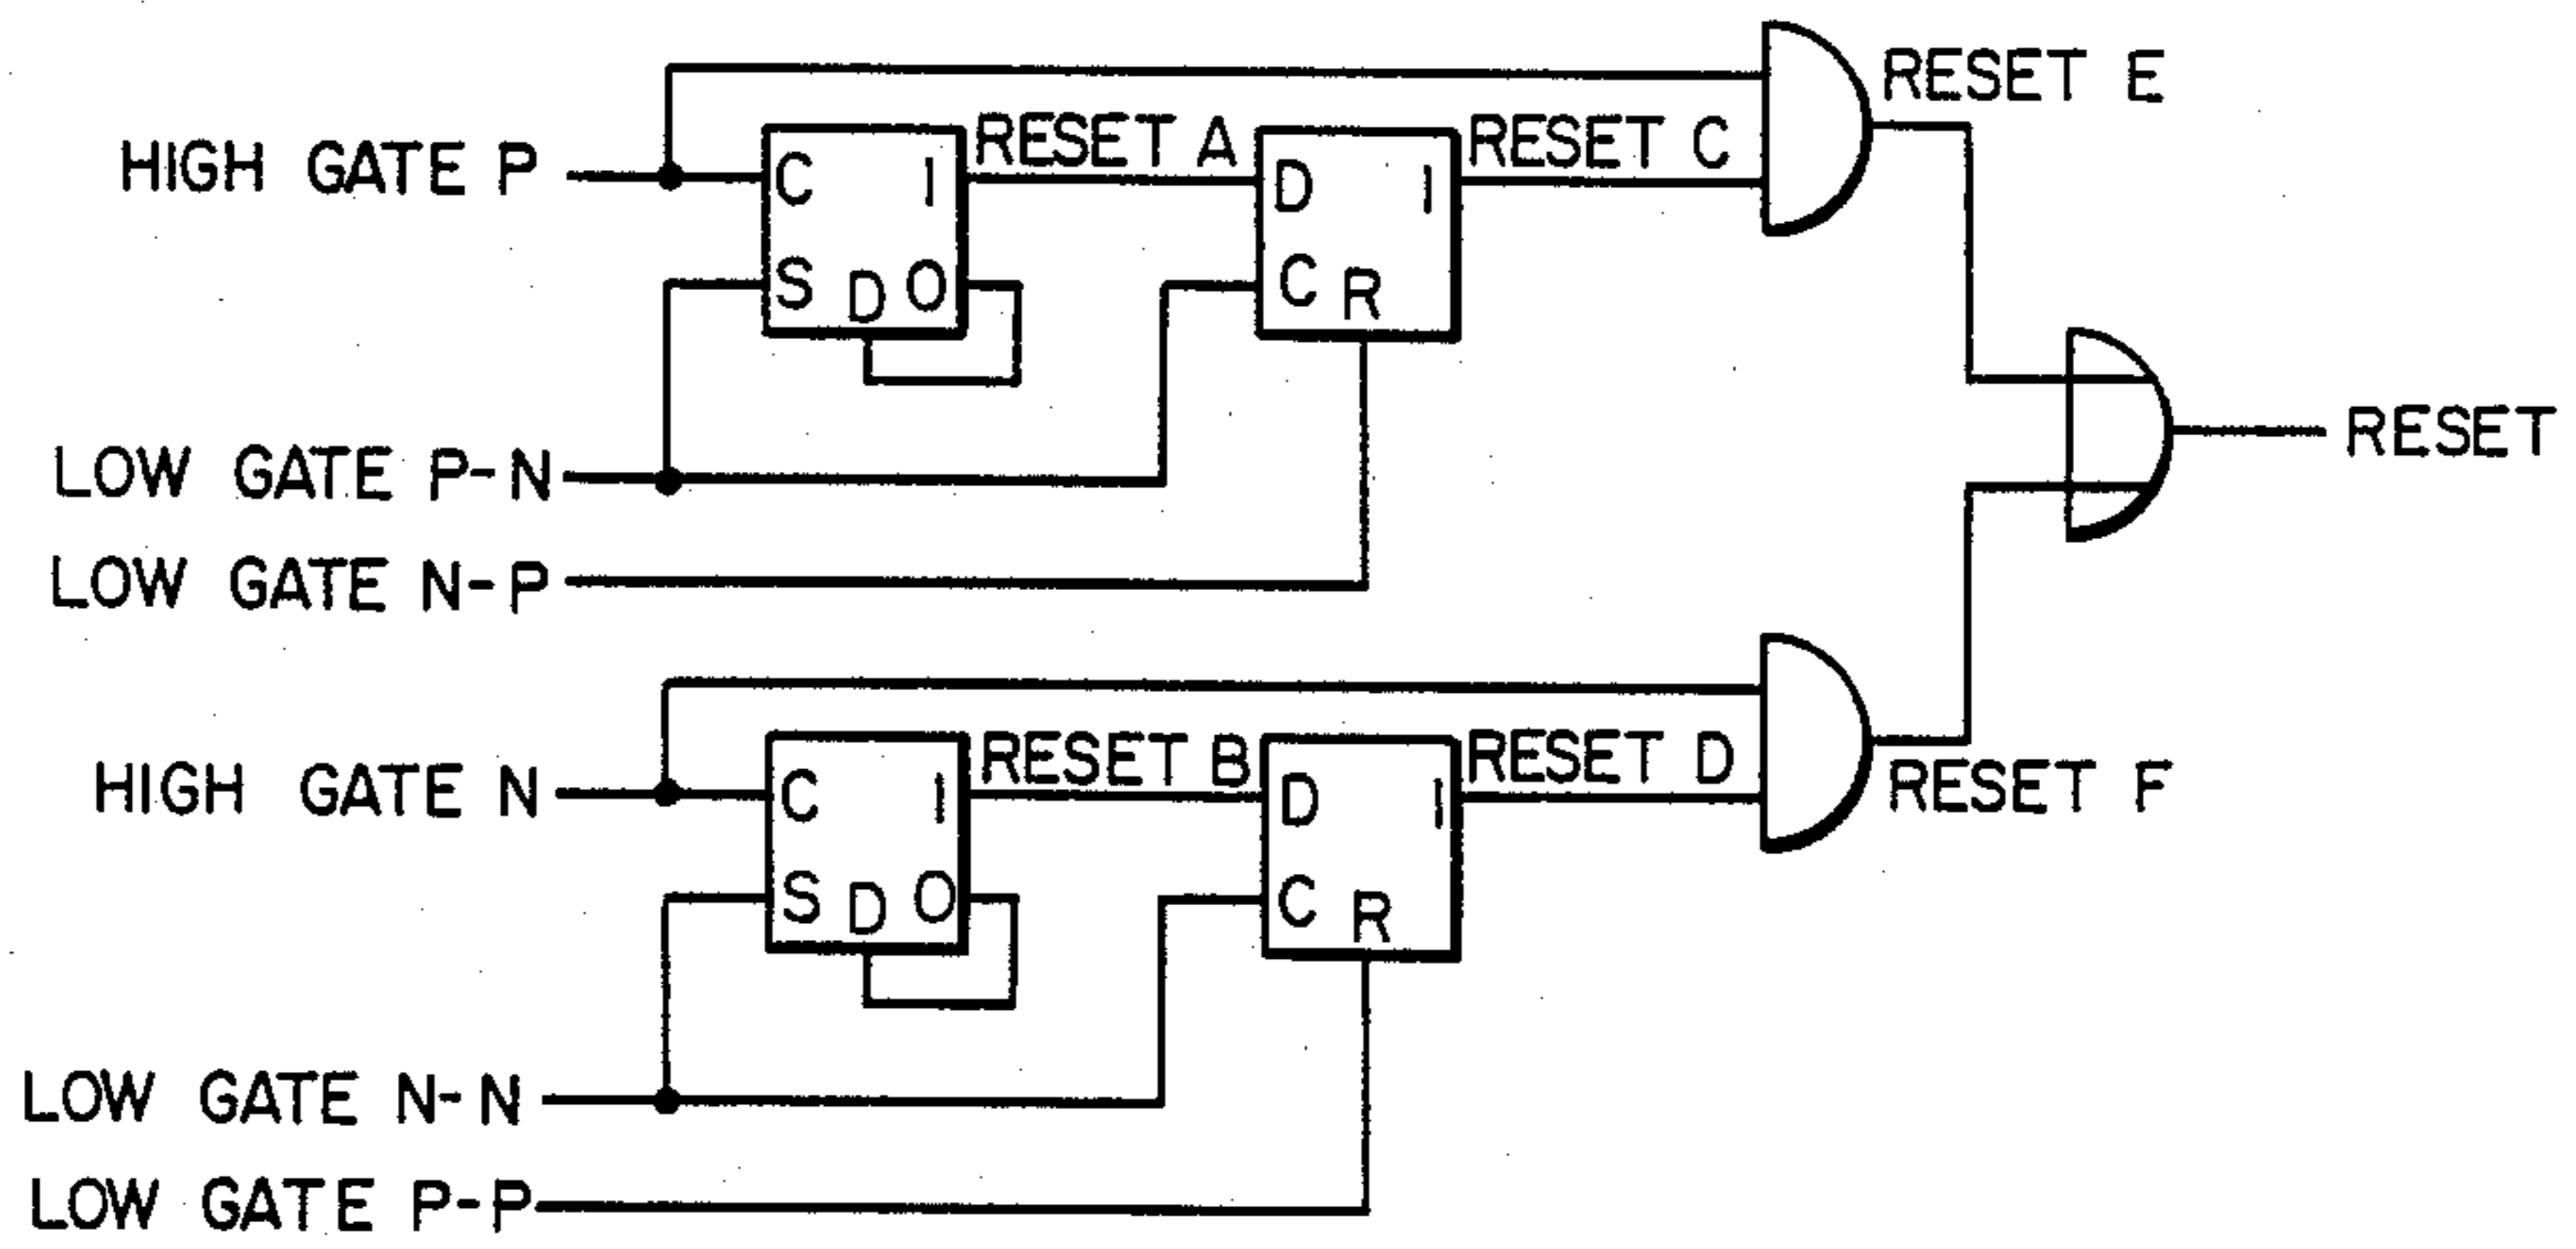 RESET E
HIGH GATE P
C I
S D O
RESET A
D I
C R
RESET C
LOW GATE P-N
LOW GATE N-P
RESET
HIGH GATE N
C I
S D O
RESET B
D I
C R
RESET D
RESET F
LOW GATE N-N
LOW GATE P-P